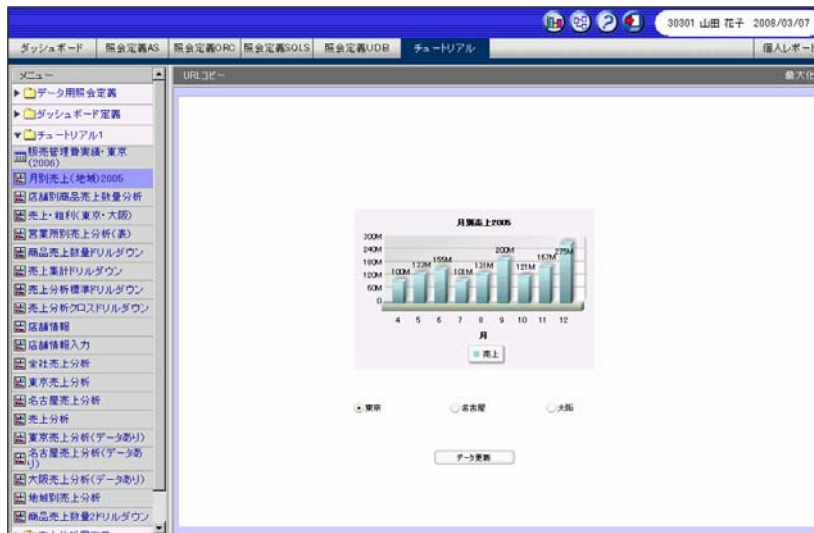 30301 山田 花子 2008/03/07
ダッシュボード 照会定義AS 照会定義ORC 照会定義SQLS 照会定義UDB チュートリアル 個人レポート
メニュー
URLコピー 最大化
データ用照会定義
ダッシュボード定義
チュートリアル1
販売管理費実績・東京
(2006)
月別売上(地域)2005
店舗別商品売上数量分析
売上・粗利(東京・大阪)
営業所別売上分析(表)
商品売上数量ドリルダウン
売上集計ドリルダウン
売上分析標準ドリルダウン
売上分析クロスドリルダウン
店舗情報
店舗情報入力
全社売上分析
東京売上分析
名古屋売上分析
売上分析
東京売上分析(データあり)
名古屋売上分析(データあ
り)
大阪売上分析(データあり)
地域別売上分析
商品売上数量2ドリルダウン
月別売上2005
300M
240M
180M
120M
60M
0
100M 133M 155M 101M 131M 200M 121M 167M 275M
4 5 6 7 8 9 10 11 12
月
売上
東京 名古屋 大阪
データ更新